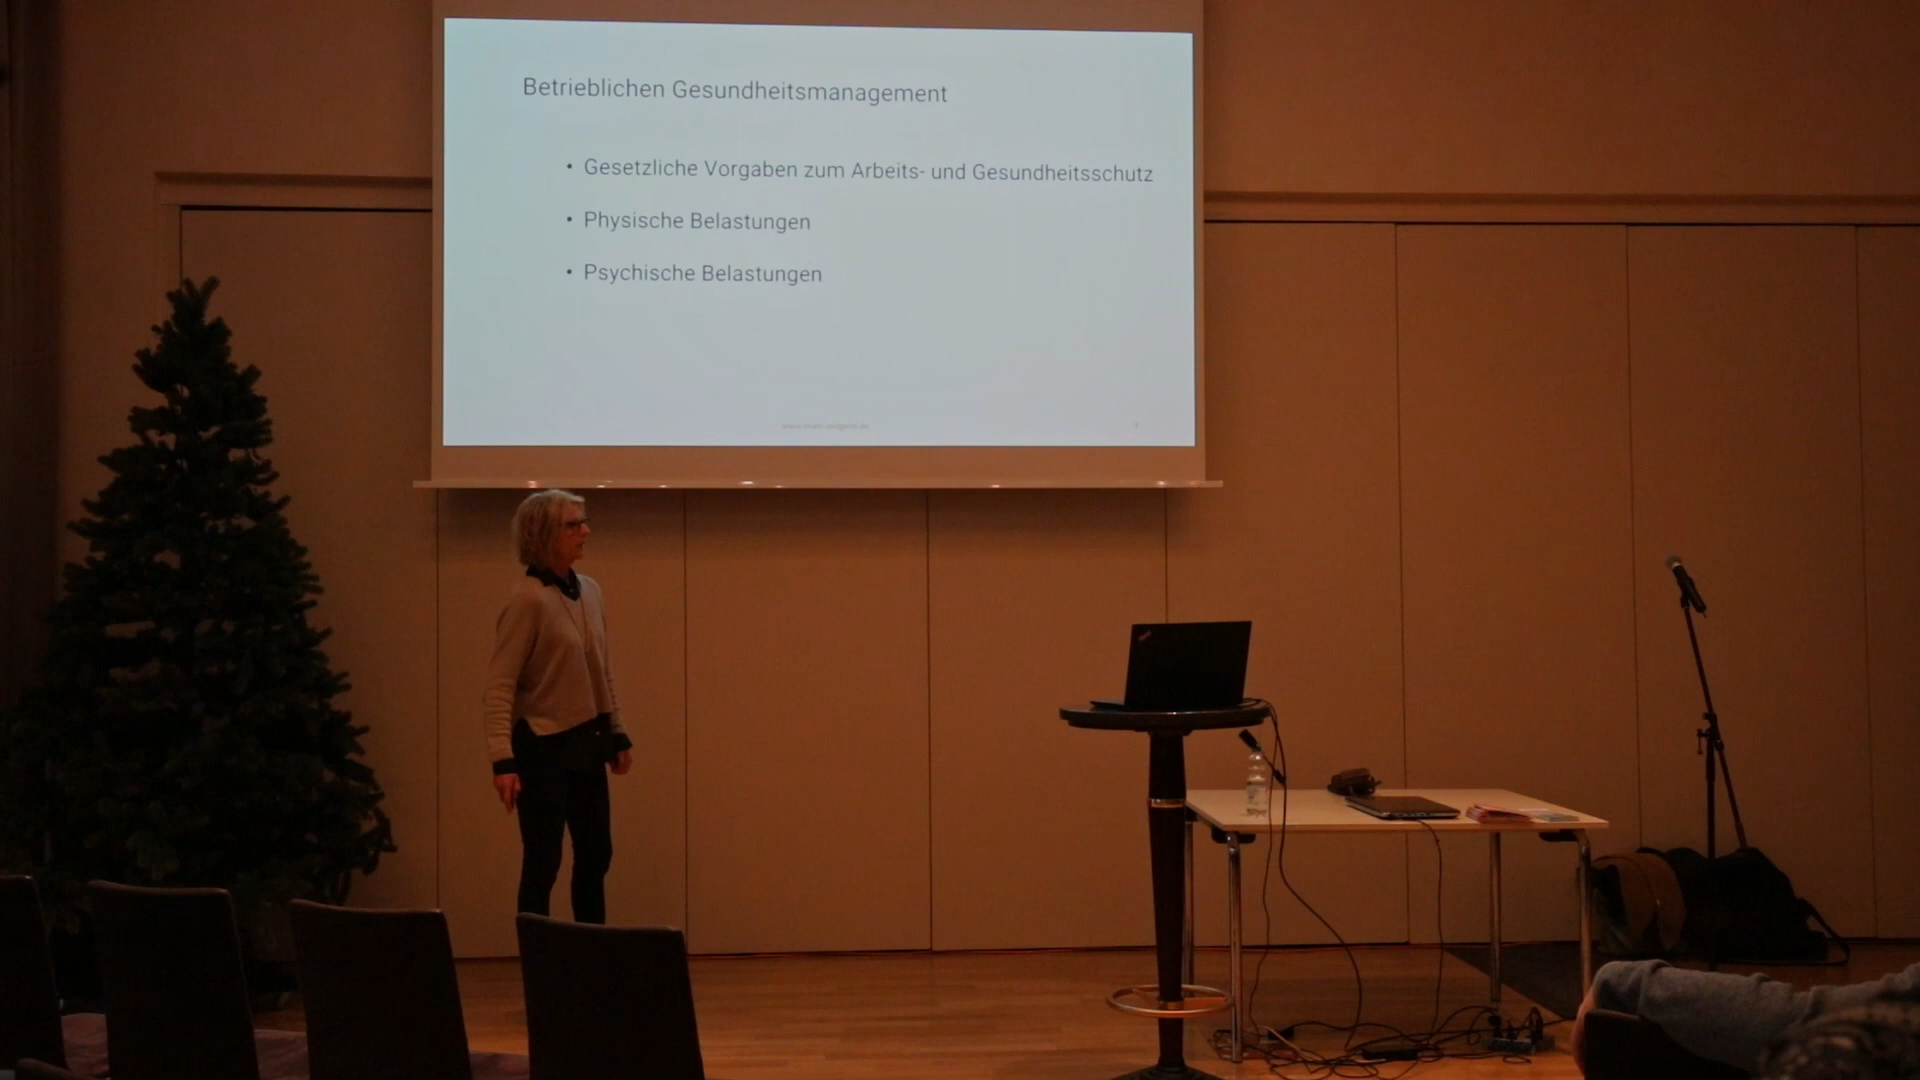 Betrieblichen Gesundheitsmanagement
• Gesetzliche Vorgaben zum Arbeits- und Gesundheitsschutz
• Physische Belastungen
• Psychische Belastungen